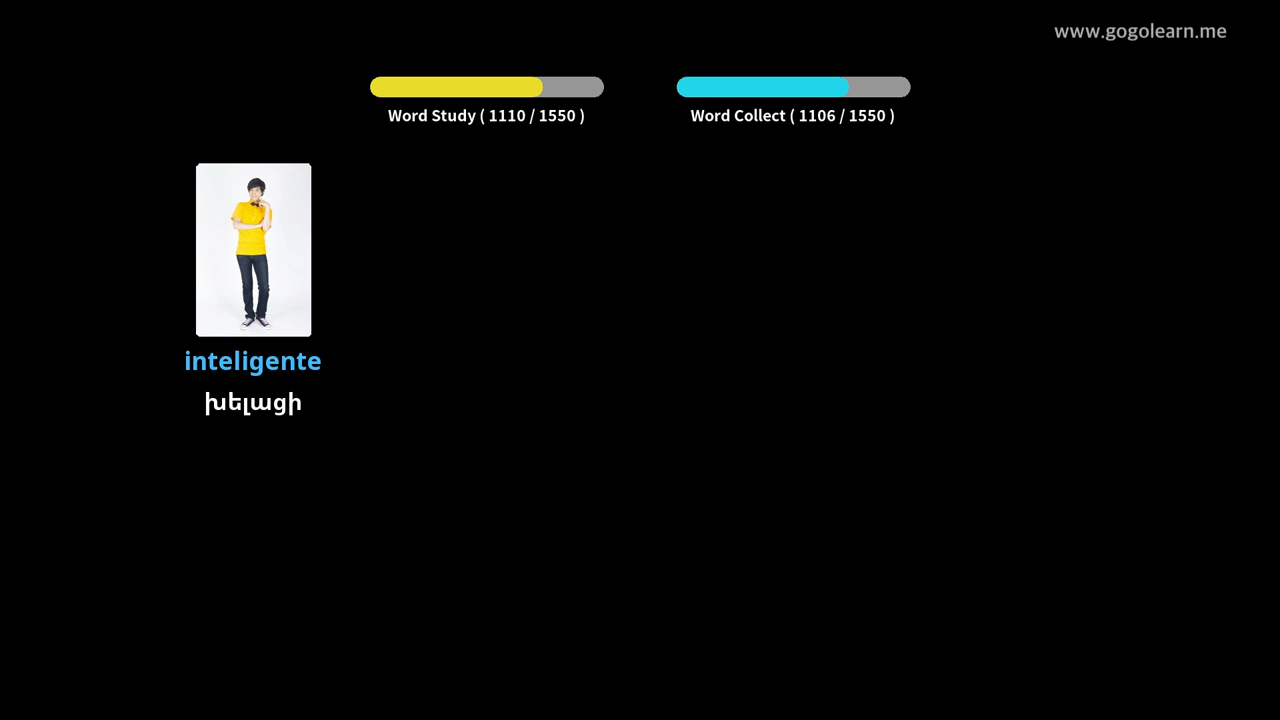 www.gogolearn.me
Word Study ( 1110 / 1550 )
Word Collect ( 1106 / 1550 )
inteligente
խելացի